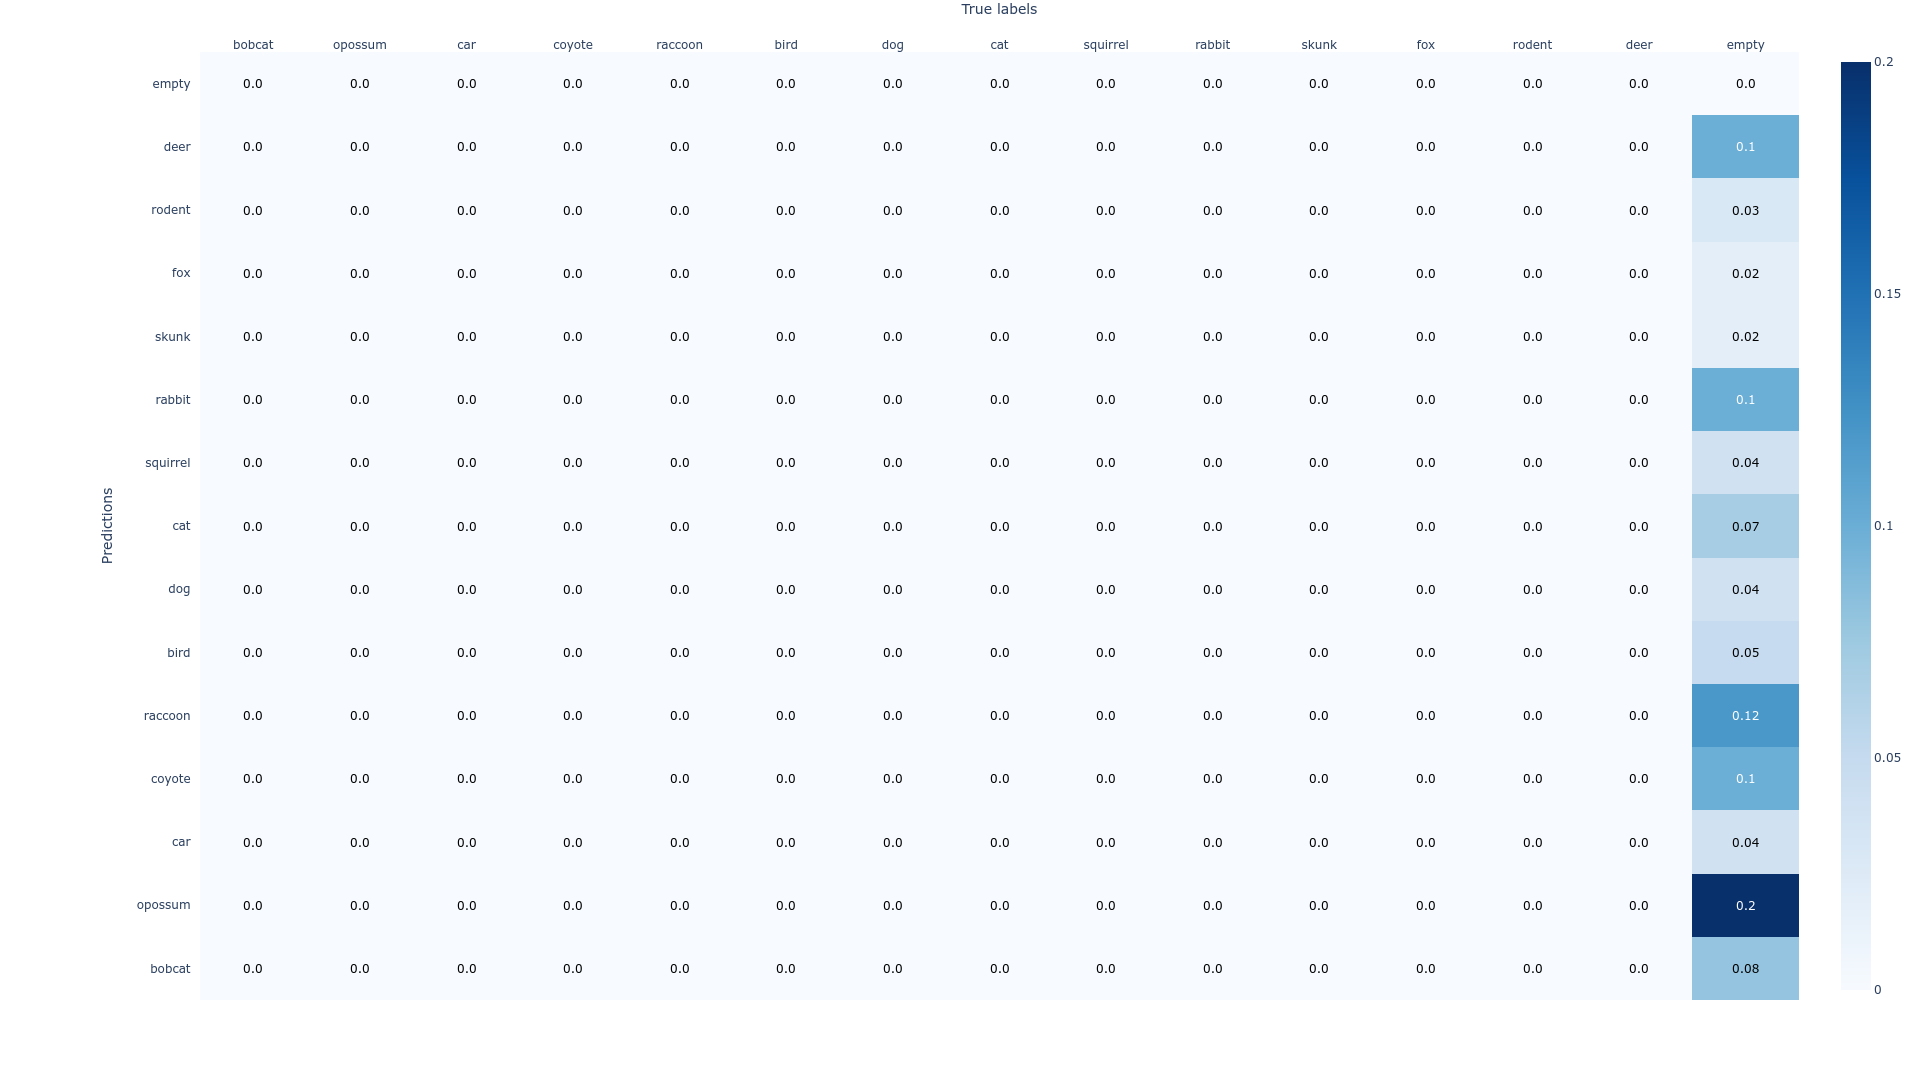 True labels
bobcat opossum car coyote raccoon bird dog cat squirrel rabbit skunk fox rodent deer empty
empty 0.0 0.0 0.0 0.0 0.0 0.0 0.0 0.0 0.0 0.0 0.0 0.0 0.0 0.0 0.0
deer 0.0 0.0 0.0 0.0 0.0 0.0 0.0 0.0 0.0 0.0 0.0 0.0 0.0 0.0 0.1
rodent 0.0 0.0 0.0 0.0 0.0 0.0 0.0 0.0 0.0 0.0 0.0 0.0 0.0 0.0 0.03
fox 0.0 0.0 0.0 0.0 0.0 0.0 0.0 0.0 0.0 0.0 0.0 0.0 0.0 0.0 0.02
skunk 0.0 0.0 0.0 0.0 0.0 0.0 0.0 0.0 0.0 0.0 0.0 0.0 0.0 0.0 0.02
rabbit 0.0 0.0 0.0 0.0 0.0 0.0 0.0 0.0 0.0 0.0 0.0 0.0 0.0 0.0 0.1
squirrel 0.0 0.0 0.0 0.0 0.0 0.0 0.0 0.0 0.0 0.0 0.0 0.0 0.0 0.0 0.04
cat 0.0 0.0 0.0 0.0 0.0 0.0 0.0 0.0 0.0 0.0 0.0 0.0 0.0 0.0 0.07
dog 0.0 0.0 0.0 0.0 0.0 0.0 0.0 0.0 0.0 0.0 0.0 0.0 0.0 0.0 0.04
bird 0.0 0.0 0.0 0.0 0.0 0.0 0.0 0.0 0.0 0.0 0.0 0.0 0.0 0.0 0.05
raccoon 0.0 0.0 0.0 0.0 0.0 0.0 0.0 0.0 0.0 0.0 0.0 0.0 0.0 0.0 0.12
coyote 0.0 0.0 0.0 0.0 0.0 0.0 0.0 0.0 0.0 0.0 0.0 0.0 0.0 0.0 0.1
car 0.0 0.0 0.0 0.0 0.0 0.0 0.0 0.0 0.0 0.0 0.0 0.0 0.0 0.0 0.04
opossum 0.0 0.0 0.0 0.0 0.0 0.0 0.0 0.0 0.0 0.0 0.0 0.0 0.0 0.0 0.2
bobcat 0.0 0.0 0.0 0.0 0.0 0.0 0.0 0.0 0.0 0.0 0.0 0.0 0.0 0.0 0.08
Predictions
0.2
0.15
0.1
0.05
0